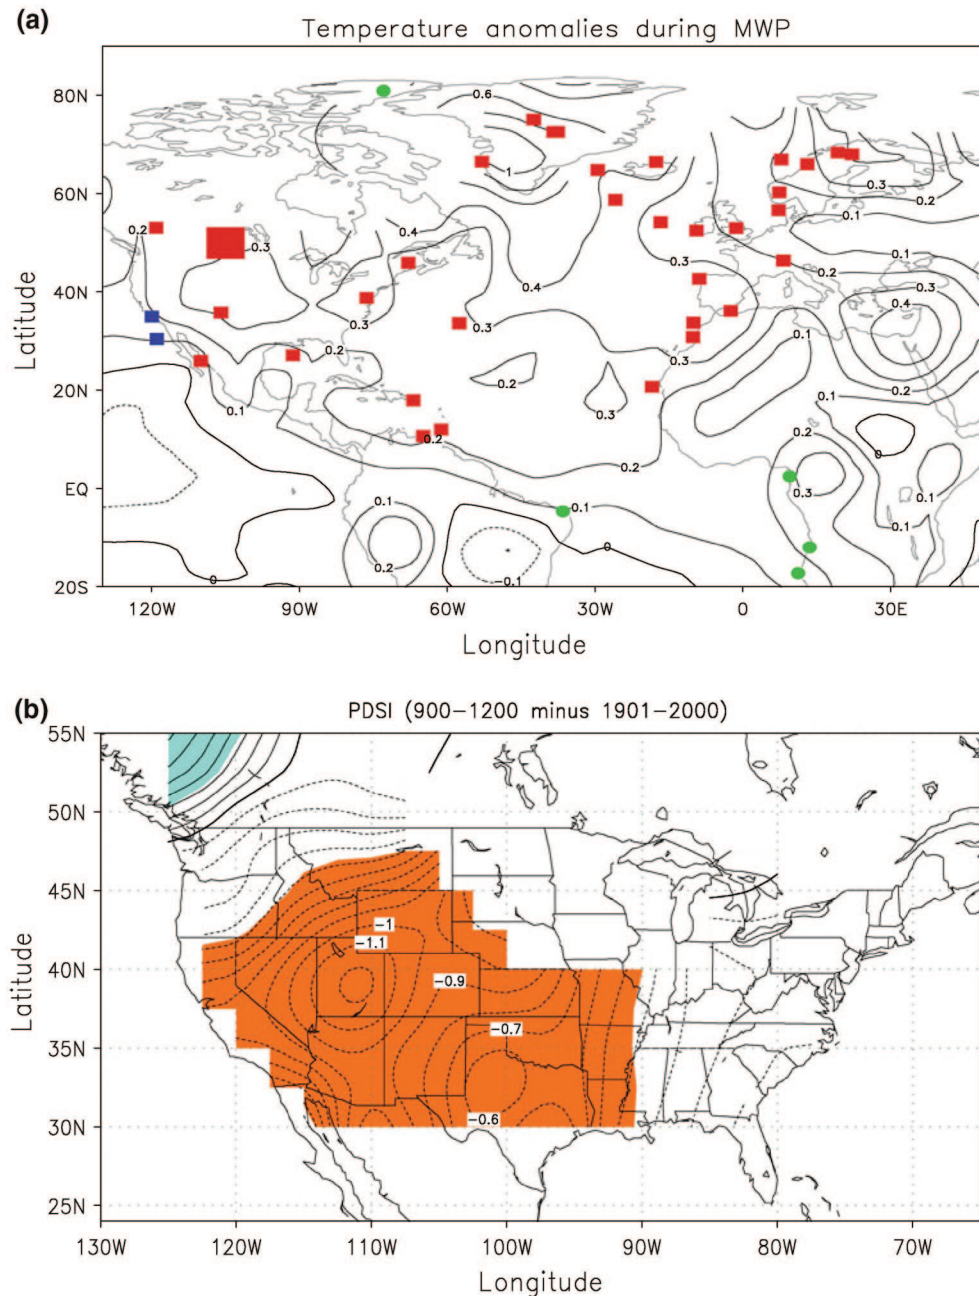 (a)
Temperature anomalies during MWP
80N
60N
40N
20N
EQ
20S
Latitude
0.6
1
0.2
0.3
0.4
0.3
0.4
0.3
0.3
0.1
0.1
0.2
0.3
0.4
0.3
0.2
0.3
0.1
0.2
0.3
0.2
0.1
0.1
0.2
0.2
0.2
0
0.3
0.1
0.1
0.1
0.1
0.2
0
0
-0.1
120W 90W 60W 30W 0 30E
Longitude
(b)
PDSI (900-1200 minus 1901-2000)
55N
50N
45N
40N
35N
30N
25N
Latitude
-1
-1.1
-0.9
-0.7
-0.6
130W 120W 110W 100W 90W 80W 70W
Longitude